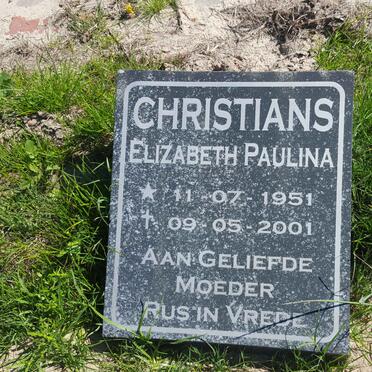 CHRISTIANS
ELIZABETH PAULINA
★ 11-07-1951
✝ 09-05-2001
AAN GELIEFDE
MOEDER
RUS IN VREDE